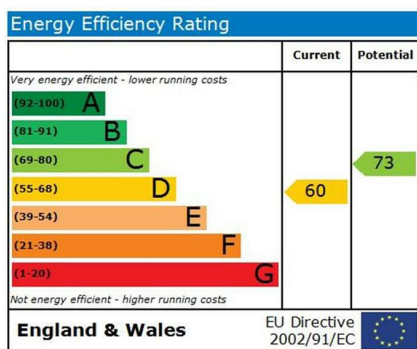 Energy Efficiency Rating
Current Potential
Very energy efficient - lower running costs
(92-100) A
(81-91) B
(69-80) C
73
(55-68) D
60
(39-54) E
(21-38) F
(1-20) G
Not energy efficient - higher running costs
England & Wales
EU Directive
2002/91/EC